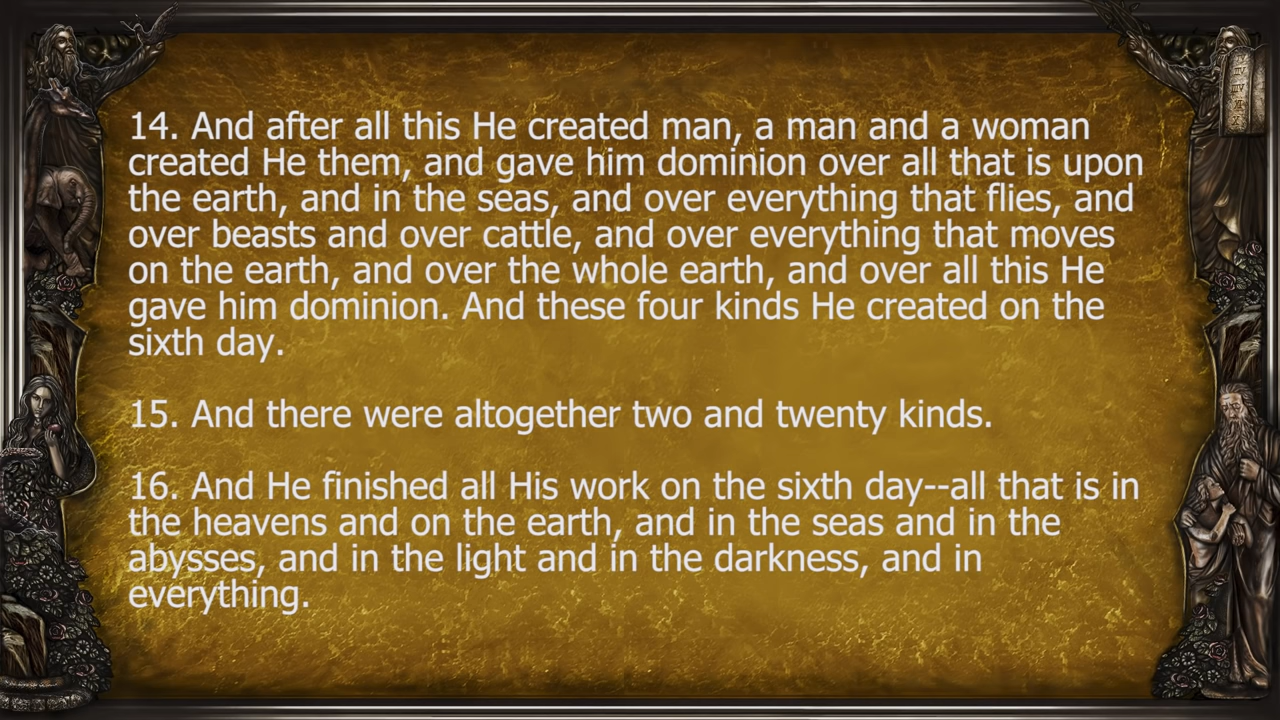 14. And after all this He created man, a man and a woman
created He them, and gave him dominion over all that is upon
the earth, and in the seas, and over everything that flies, and
over beasts and over cattle, and over everything that moves
on the earth, and over the whole earth, and over all this He
gave him dominion. And these four kinds He created on the
sixth day.
15. And there were altogether two and twenty kinds.
16. And He finished all His work on the sixth day--all that is in
the heavens and on the earth, and in the seas and in the
abysses, and in the light and in the darkness, and in
everything.